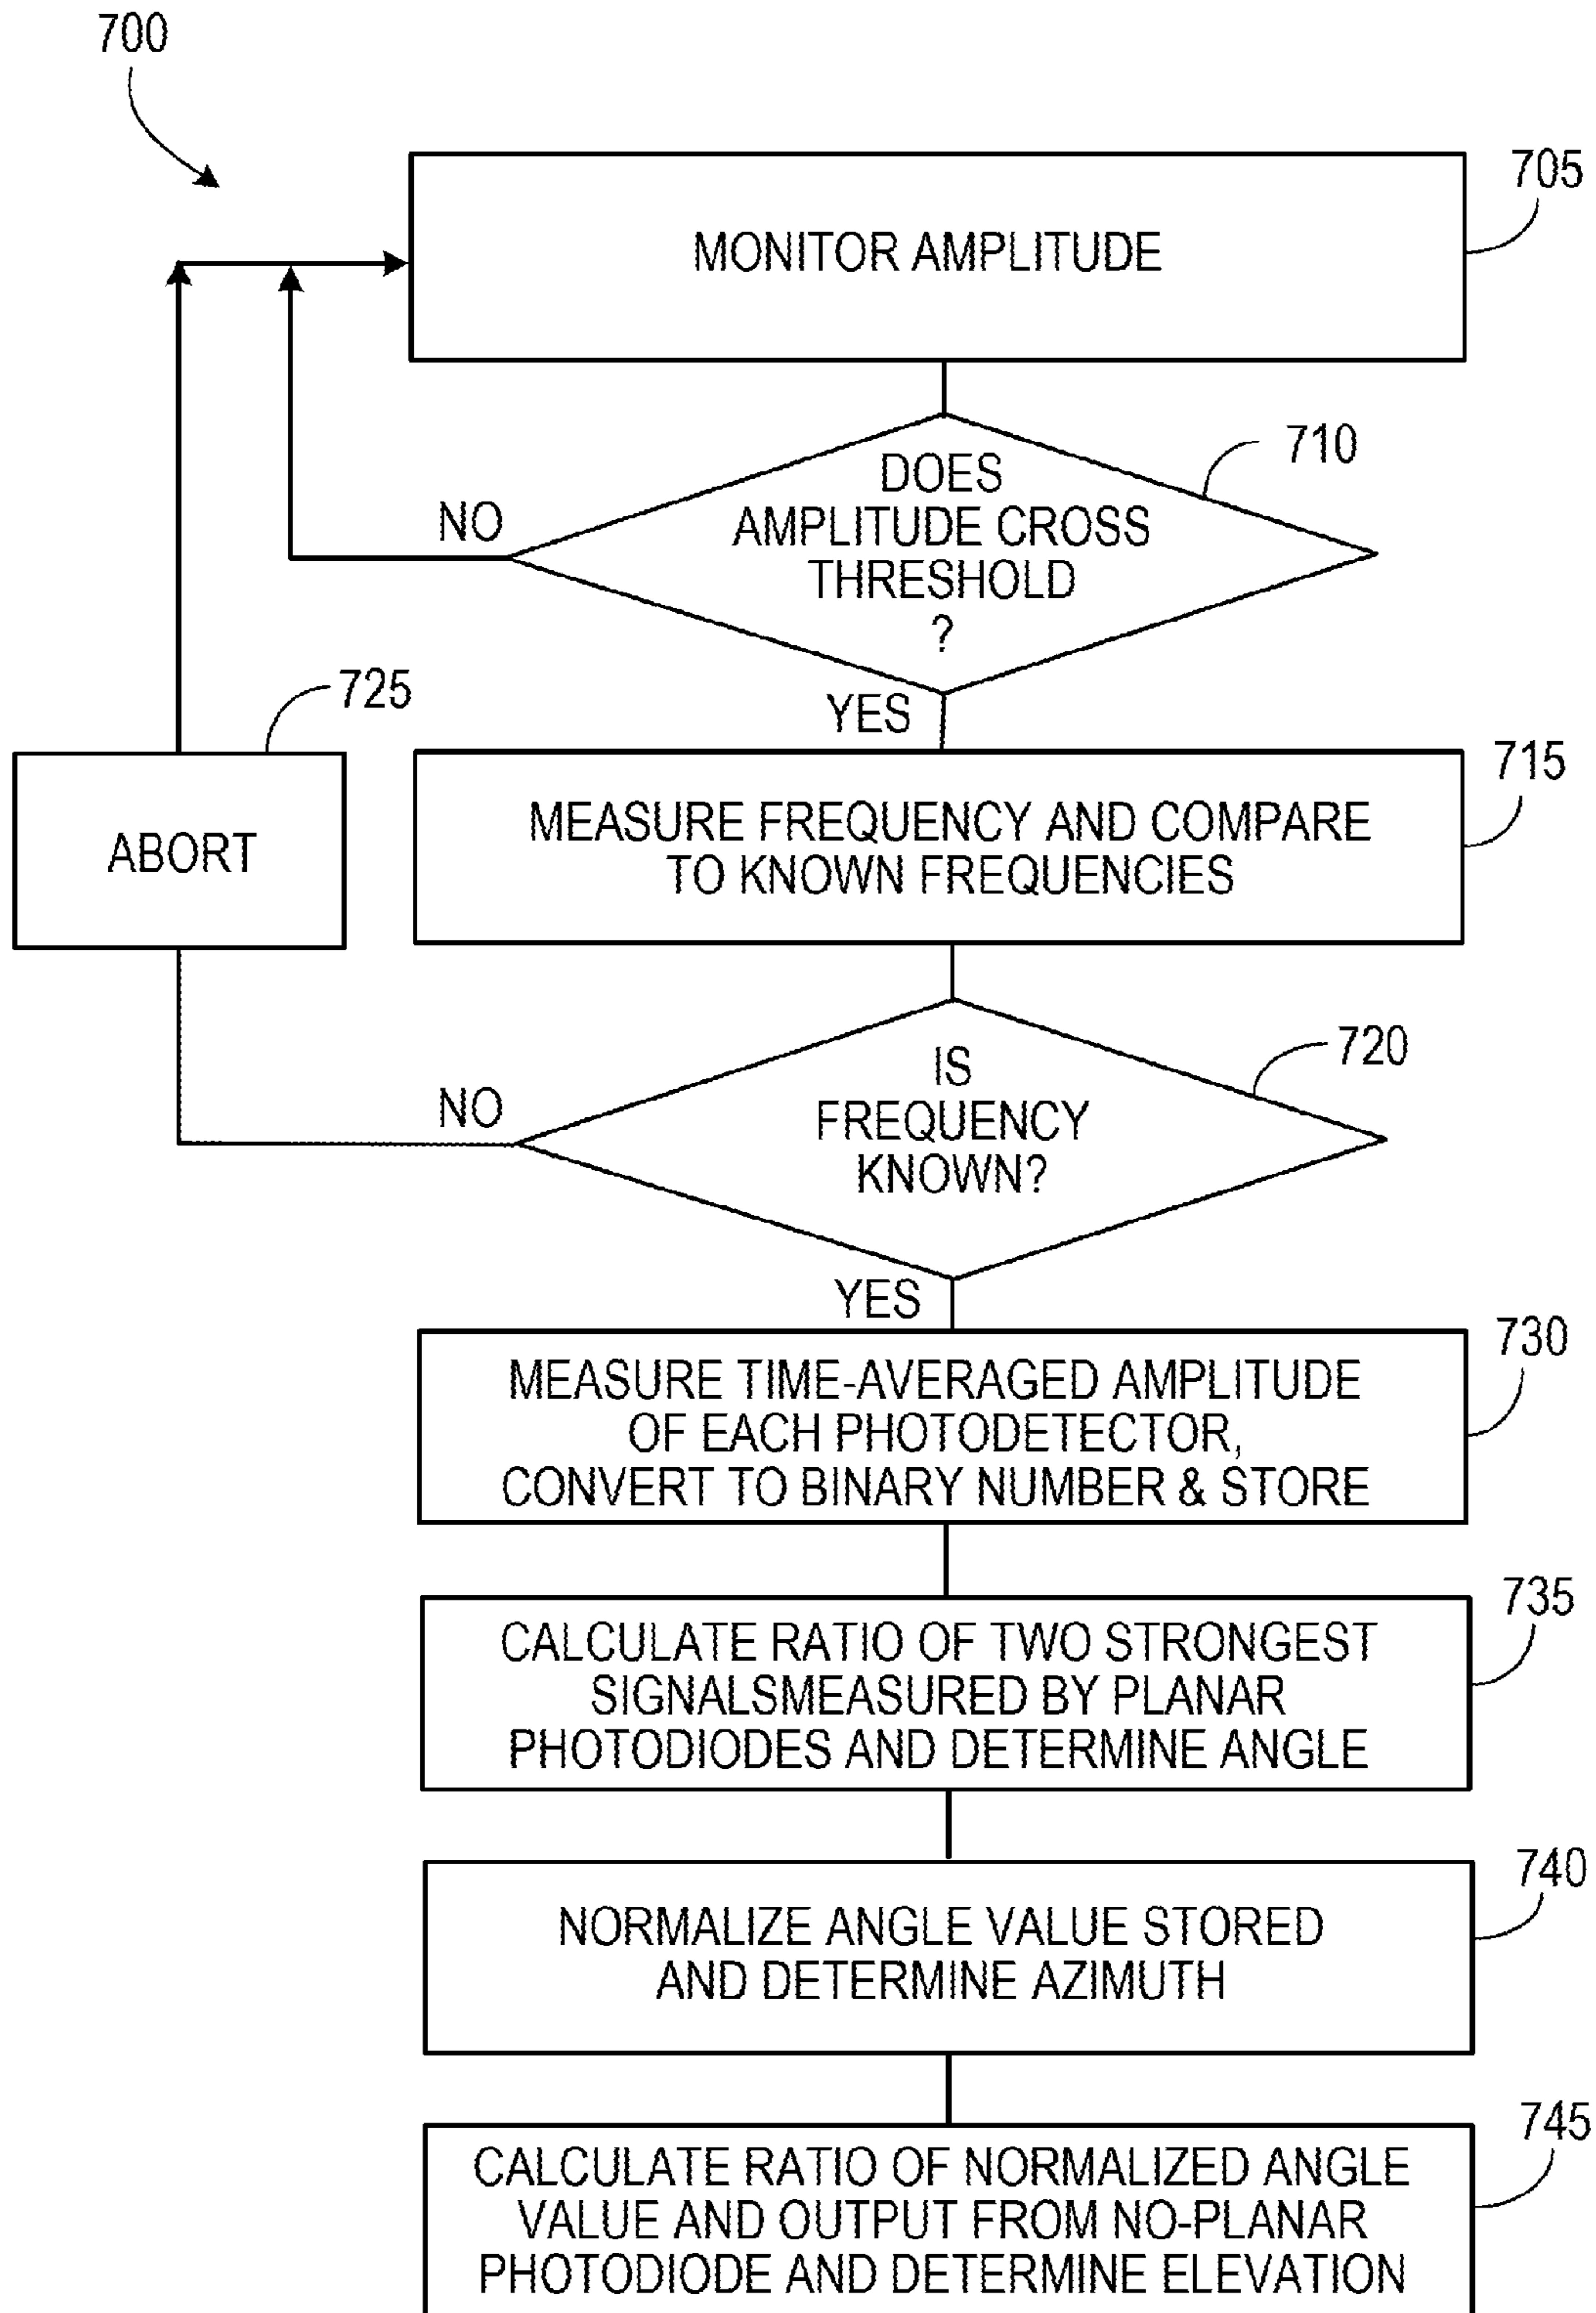 700
705
MONITOR AMPLITUDE
710
DOES
AMPLITUDE CROSS
THRESHOLD
?
NO
YES
725
ABORT
715
MEASURE FREQUENCY AND COMPARE
TO KNOWN FREQUENCIES
720
IS
FREQUENCY
KNOWN?
NO
YES
730
MEASURE TIME-AVERAGED AMPLITUDE
OF EACH PHOTODETECTOR,
CONVERT TO BINARY NUMBER & STORE
735
CALCULATE RATIO OF TWO STRONGEST
SIGNALSMEASURED BY PLANAR
PHOTODIODES AND DETERMINE ANGLE
740
NORMALIZE ANGLE VALUE STORED
AND DETERMINE AZIMUTH
745
CALCULATE RATIO OF NORMALIZED ANGLE
VALUE AND OUTPUT FROM NO-PLANAR
PHOTODIODE AND DETERMINE ELEVATION